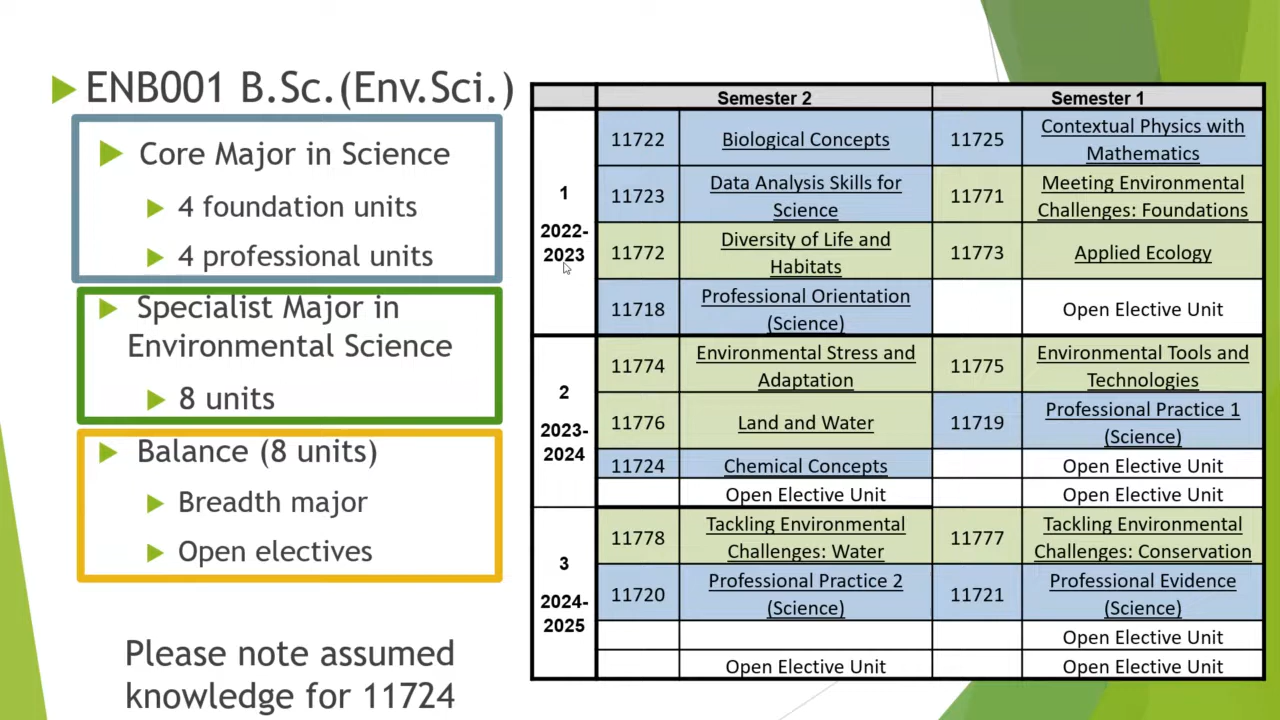 ENB001 B.Sc.(Env.Sci.)
Core Major in Science
4 foundation units
4 professional units
Specialist Major in
Environmental Science
8 units
Balance (8 units)
Breadth major
Open electives
Please note assumed
knowledge for 11724
Semester 2
Semester 1
1
2022-
2023
11722
Biological Concepts
11725
Contextual Physics with
Mathematics
11723
Data Analysis Skills for
Science
11771
Meeting Environmental
Challenges: Foundations
11772
Diversity of Life and
Habitats
11773
Applied Ecology
11718
Professional Orientation
(Science)
Open Elective Unit
2
2023-
2024
11774
Environmental Stress and
Adaptation
11775
Environmental Tools and
Technologies
11776
Land and Water
11719
Professional Practice 1
(Science)
11724
Chemical Concepts
Open Elective Unit
Open Elective Unit
Open Elective Unit
3
2024-
2025
11778
Tackling Environmental
Challenges: Water
11777
Tackling Environmental
Challenges: Conservation
11720
Professional Practice 2
(Science)
11721
Professional Evidence
(Science)
Open Elective Unit
Open Elective Unit
Open Elective Unit